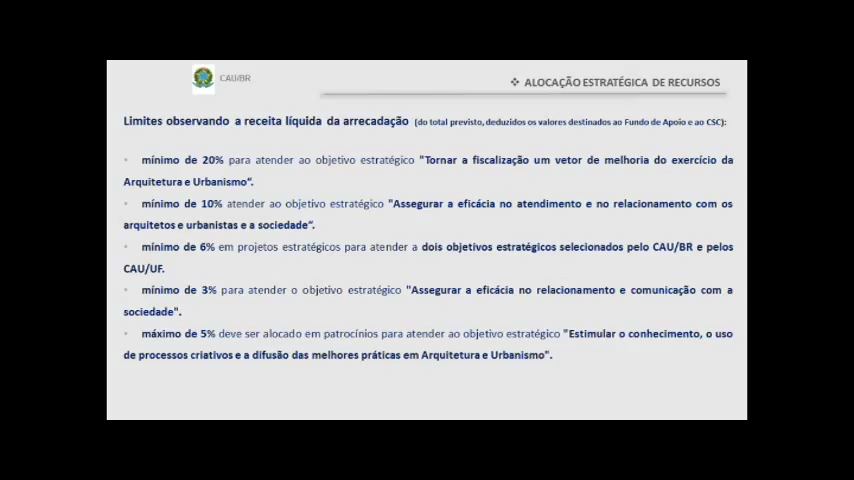 CAU/BR
❖ ALOCAÇÃO ESTRATÉGICA DE RECURSOS
Limites observando a receita líquida da arrecadação (do total previsto, deduzidos os valores destinados ao Fundo de Apoio e ao CSC):
• mínimo de 20% para atender ao objetivo estratégico "Tornar a fiscalização um vetor de melhoria do exercício da
Arquitetura e Urbanismo“.
• mínimo de 10% atender ao objetivo estratégico "Assegurar a eficácia no atendimento e no relacionamento com os
arquitetos e urbanistas e a sociedade“.
• mínimo de 6% em projetos estratégicos para atender a dois objetivos estratégicos selecionados pelo CAU/BR e pelos
CAU/UF.
• mínimo de 3% para atender o objetivo estratégico "Assegurar a eficácia no relacionamento e comunicação com a
sociedade".
• máximo de 5% deve ser alocado em patrocínios para atender ao objetivo estratégico "Estimular o conhecimento, o uso
de processos criativos e a difusão das melhores práticas em Arquitetura e Urbanismo".